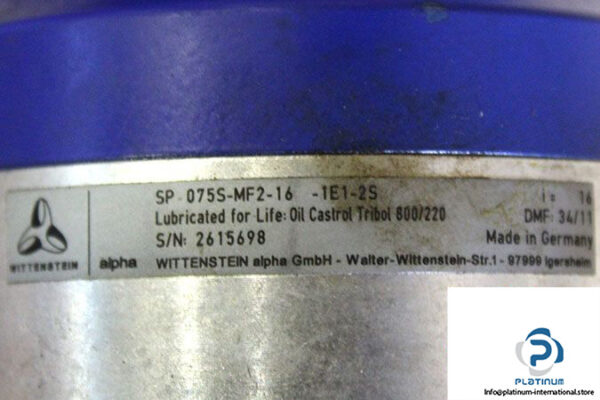 SP 075S-MF2-16 -1E1-2S i= 16
Lubricated for Life: Oil Castrol Tribol 800/220 DMF: 34/11
S/N: 2615698 Made in Germany
WITTENSTEIN alpha WITTENSTEIN alpha GmbH - Walter-Wittenstein-Str.1 - 97999 Igersheim
PLATINUM
Info@platinum-international.store